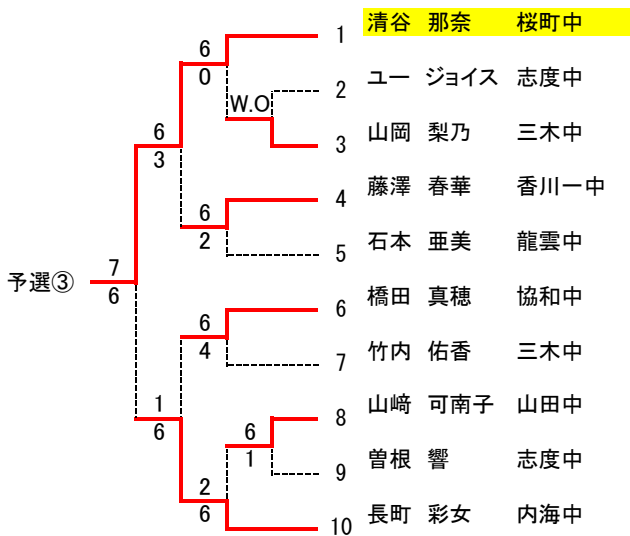 1 清谷 那奈 桜町中
6
0
2 ユー ジョイス 志度中
W.O
3 山岡 梨乃 三木中
6
3
4 藤澤 春華 香川一中
6
2
5 石本 亜美 龍雲中
予選③
7
6
6 橋田 真穂 協和中
6
4
7 竹内 佑香 三木中
8 山﨑 可南子 山田中
1
6
6
1
9 曽根 響 志度中
2
6
10 長町 彩女 内海中